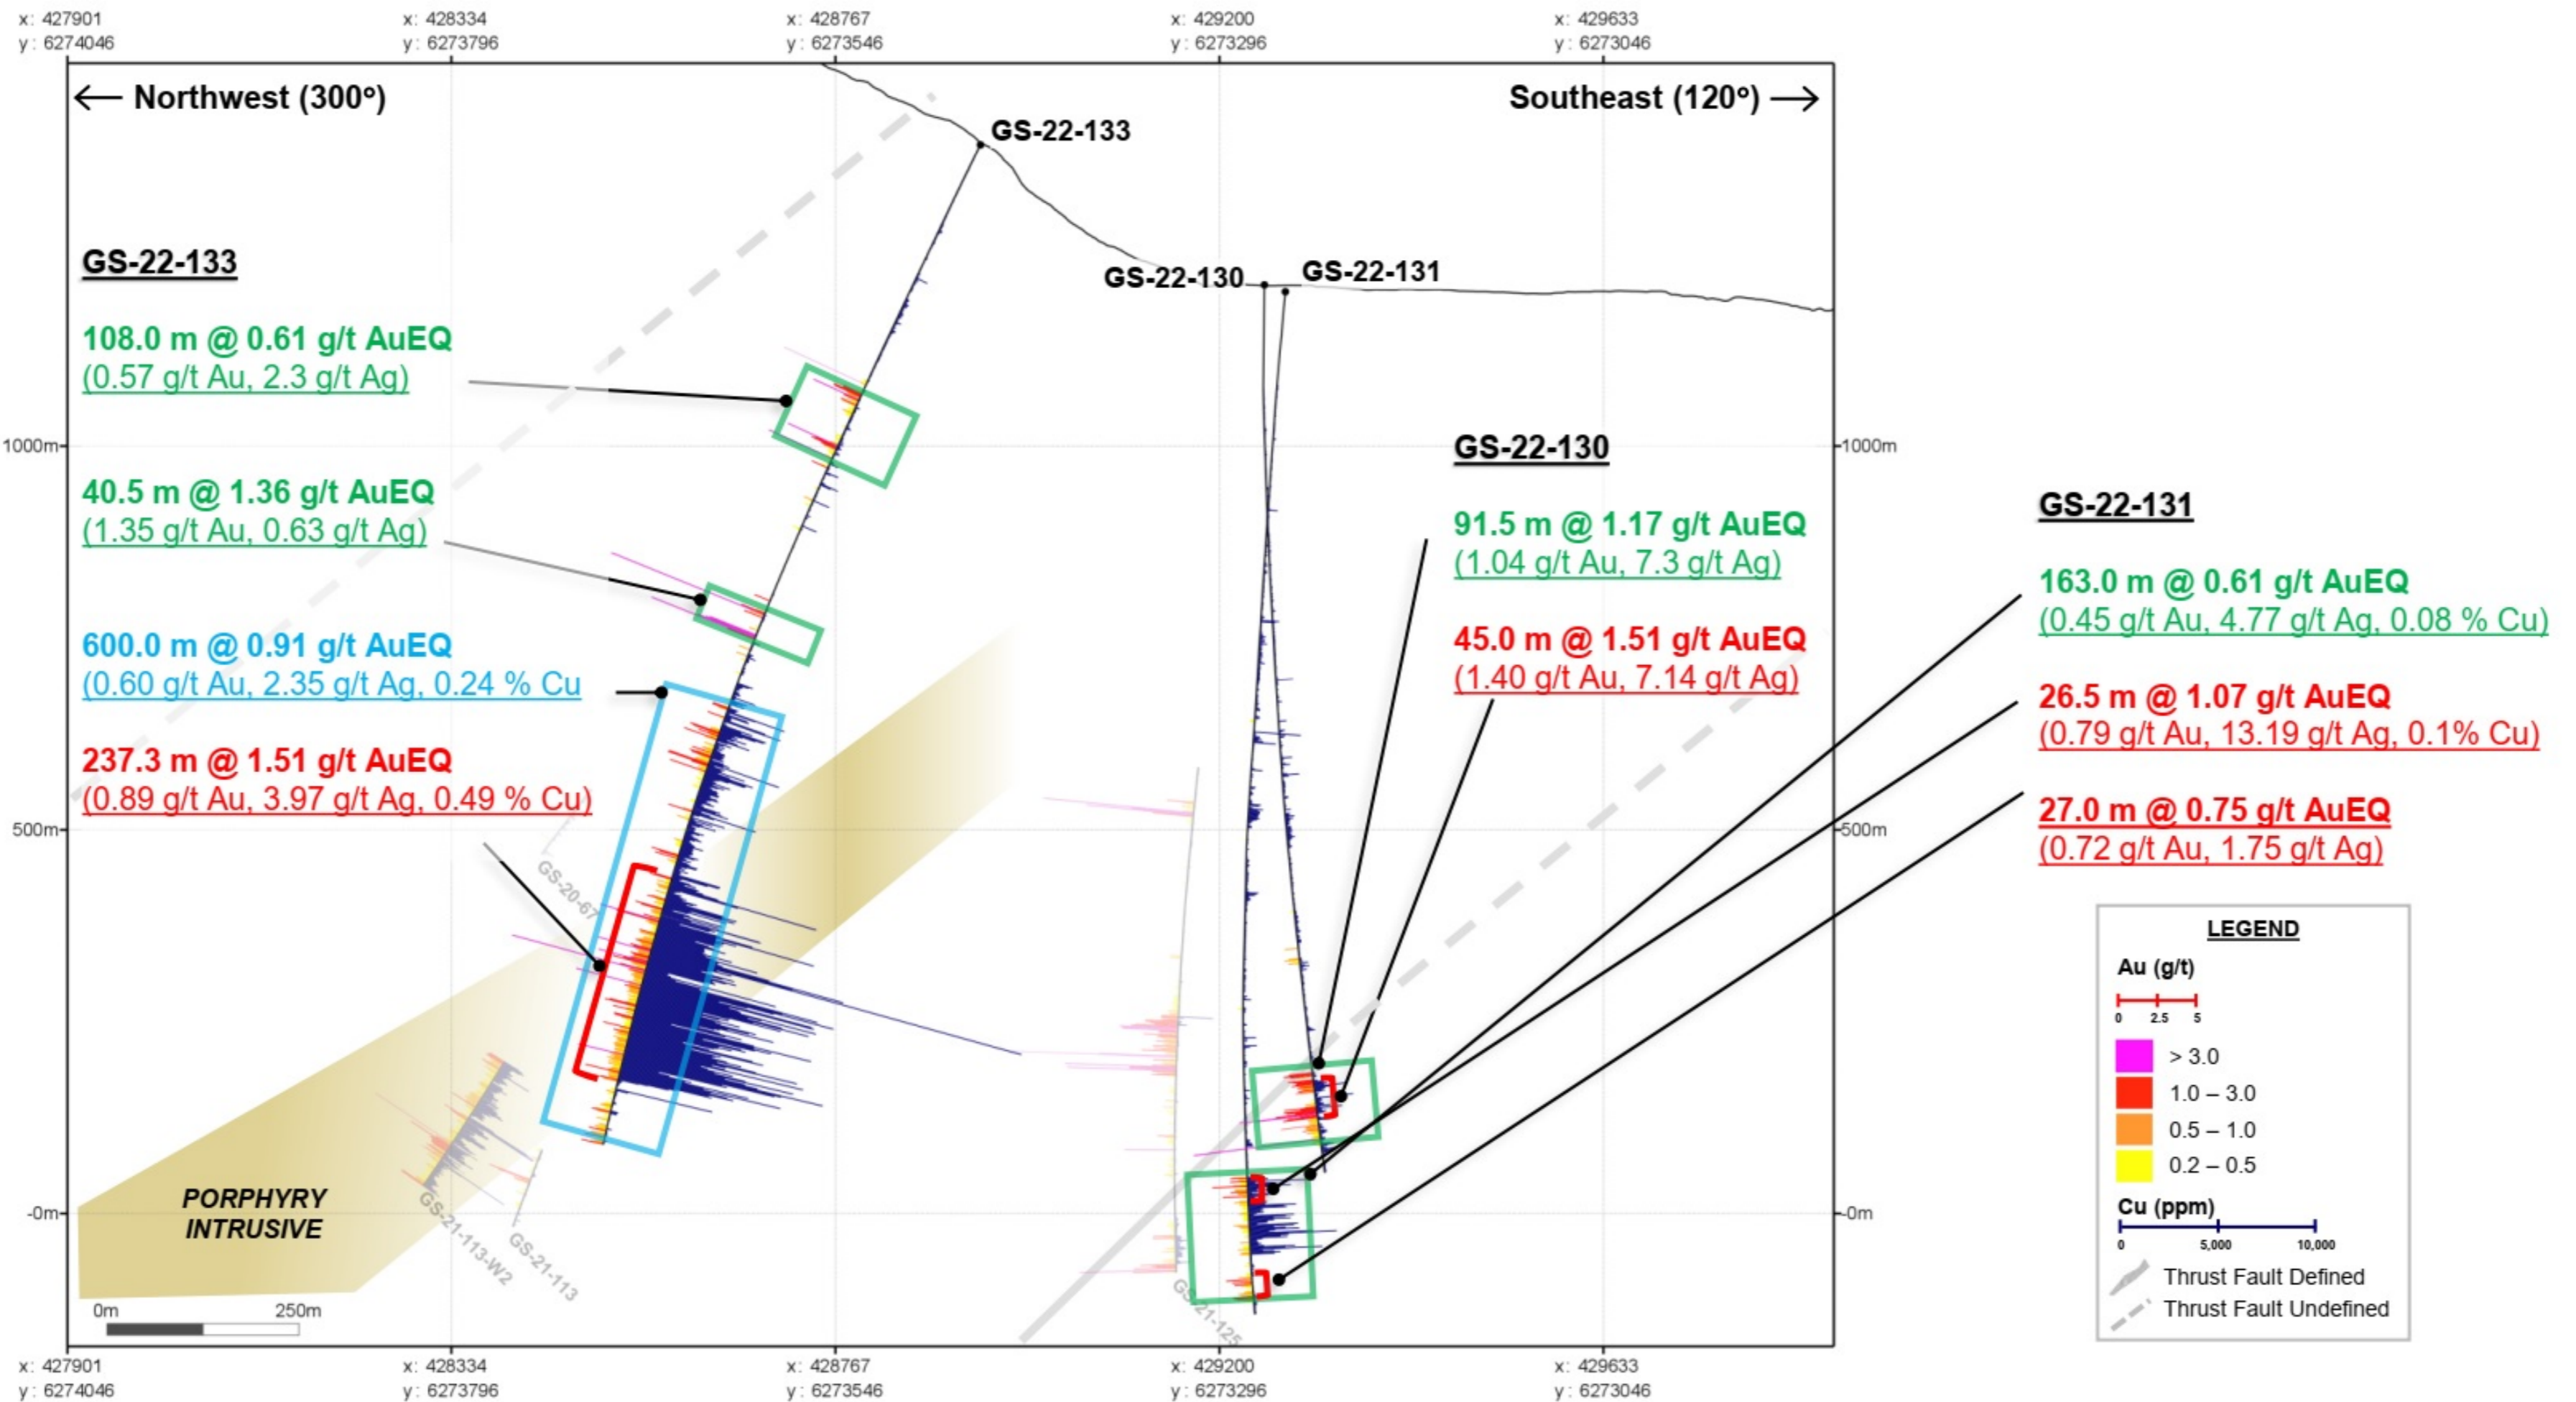 x: 427901
y: 6274046
x: 428334
y: 6273796
x: 428767
y: 6273546
x: 429200
y: 6273296
x: 429633
y: 6273046
← Northwest (300°)
Southeast (120°) →
GS-22-133
GS-22-130
GS-22-131
GS-22-133
108.0 m @ 0.61 g/t AuEQ
(0.57 g/t Au, 2.3 g/t Ag)
40.5 m @ 1.36 g/t AuEQ
(1.35 g/t Au, 0.63 g/t Ag)
600.0 m @ 0.91 g/t AuEQ
(0.60 g/t Au, 2.35 g/t Ag, 0.24 % Cu
237.3 m @ 1.51 g/t AuEQ
(0.89 g/t Au, 3.97 g/t Ag, 0.49 % Cu)
1000m
500m
-0m
GS-22-130
91.5 m @ 1.17 g/t AuEQ
(1.04 g/t Au, 7.3 g/t Ag)
45.0 m @ 1.51 g/t AuEQ
(1.40 g/t Au, 7.14 g/t Ag)
1000m
500m
-0m
GS-22-131
163.0 m @ 0.61 g/t AuEQ
(0.45 g/t Au, 4.77 g/t Ag, 0.08 % Cu)
26.5 m @ 1.07 g/t AuEQ
(0.79 g/t Au, 13.19 g/t Ag, 0.1% Cu)
27.0 m @ 0.75 g/t AuEQ
(0.72 g/t Au, 1.75 g/t Ag)
GS-20-67
GS-21-113-W2
GS-21-113
GS-21-125
PORPHYRY
INTRUSIVE
0m 250m
LEGEND
Au (g/t)
0 2.5 5
> 3.0
1.0 – 3.0
0.5 – 1.0
0.2 – 0.5
Cu (ppm)
0 5,000 10,000
Thrust Fault Defined
Thrust Fault Undefined
x: 427901
y: 6274046
x: 428334
y: 6273796
x: 428767
y: 6273546
x: 429200
y: 6273296
x: 429633
y: 6273046